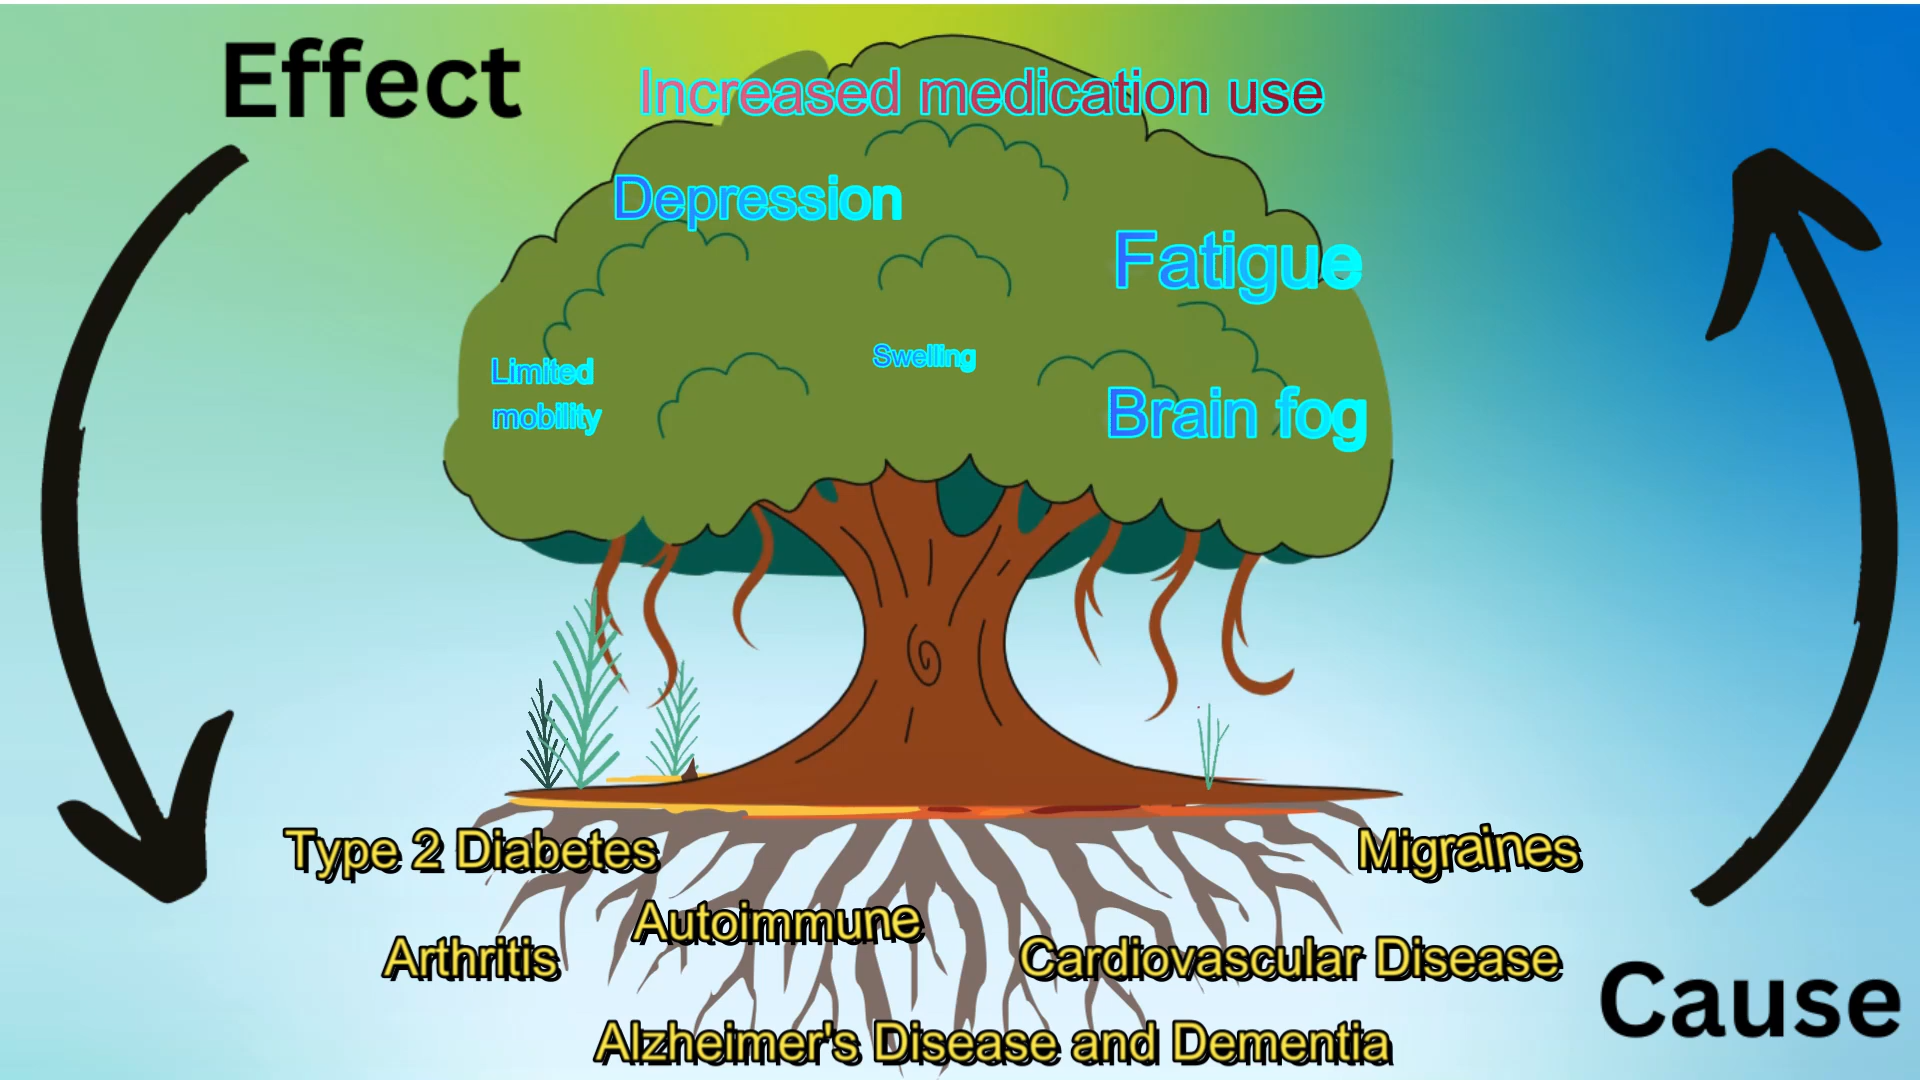 Effect
Increased medication use
Depression
Fatigue
Swelling
Limited
mobility
Brain fog
Type 2 Diabetes
Migraines
Autoimmune
Arthritis
Cardiovascular Disease
Cause
Alzheimer's Disease and Dementia